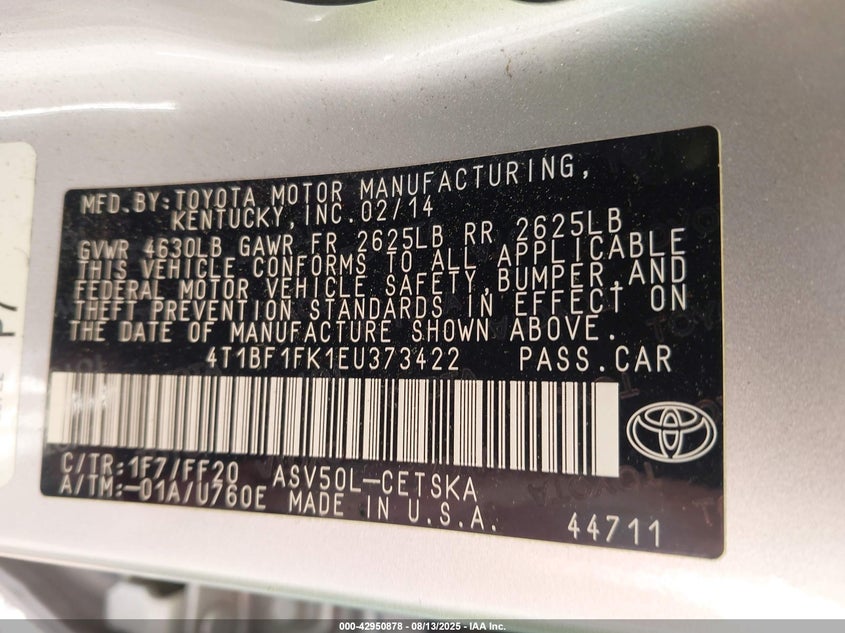 MFD.BY:TOYOTA MOTOR MANUFACTURING,
KENTUCKY,INC.02/14
GVWR 4630LB GAWR FR 2625LB RR 2625LB
THIS VEHICLE CONFORMS TO ALL APPLICABLE
FEDERAL MOTOR VEHICLE SAFETY,BUMPER,AND
THEFT PREVENTION STANDARDS IN EFFECT ON
THE DATE OF MANUFACTURE SHOWN ABOVE.
4T1BF1FK1EU373422 PASS.CAR
C/TR:1F7/FF20 ASV50L-CETSKA
A/TM:-01A/U760E MADE IN U.S.A.
44711
000-42950878 - 08/13/2025 - IAA Inc.